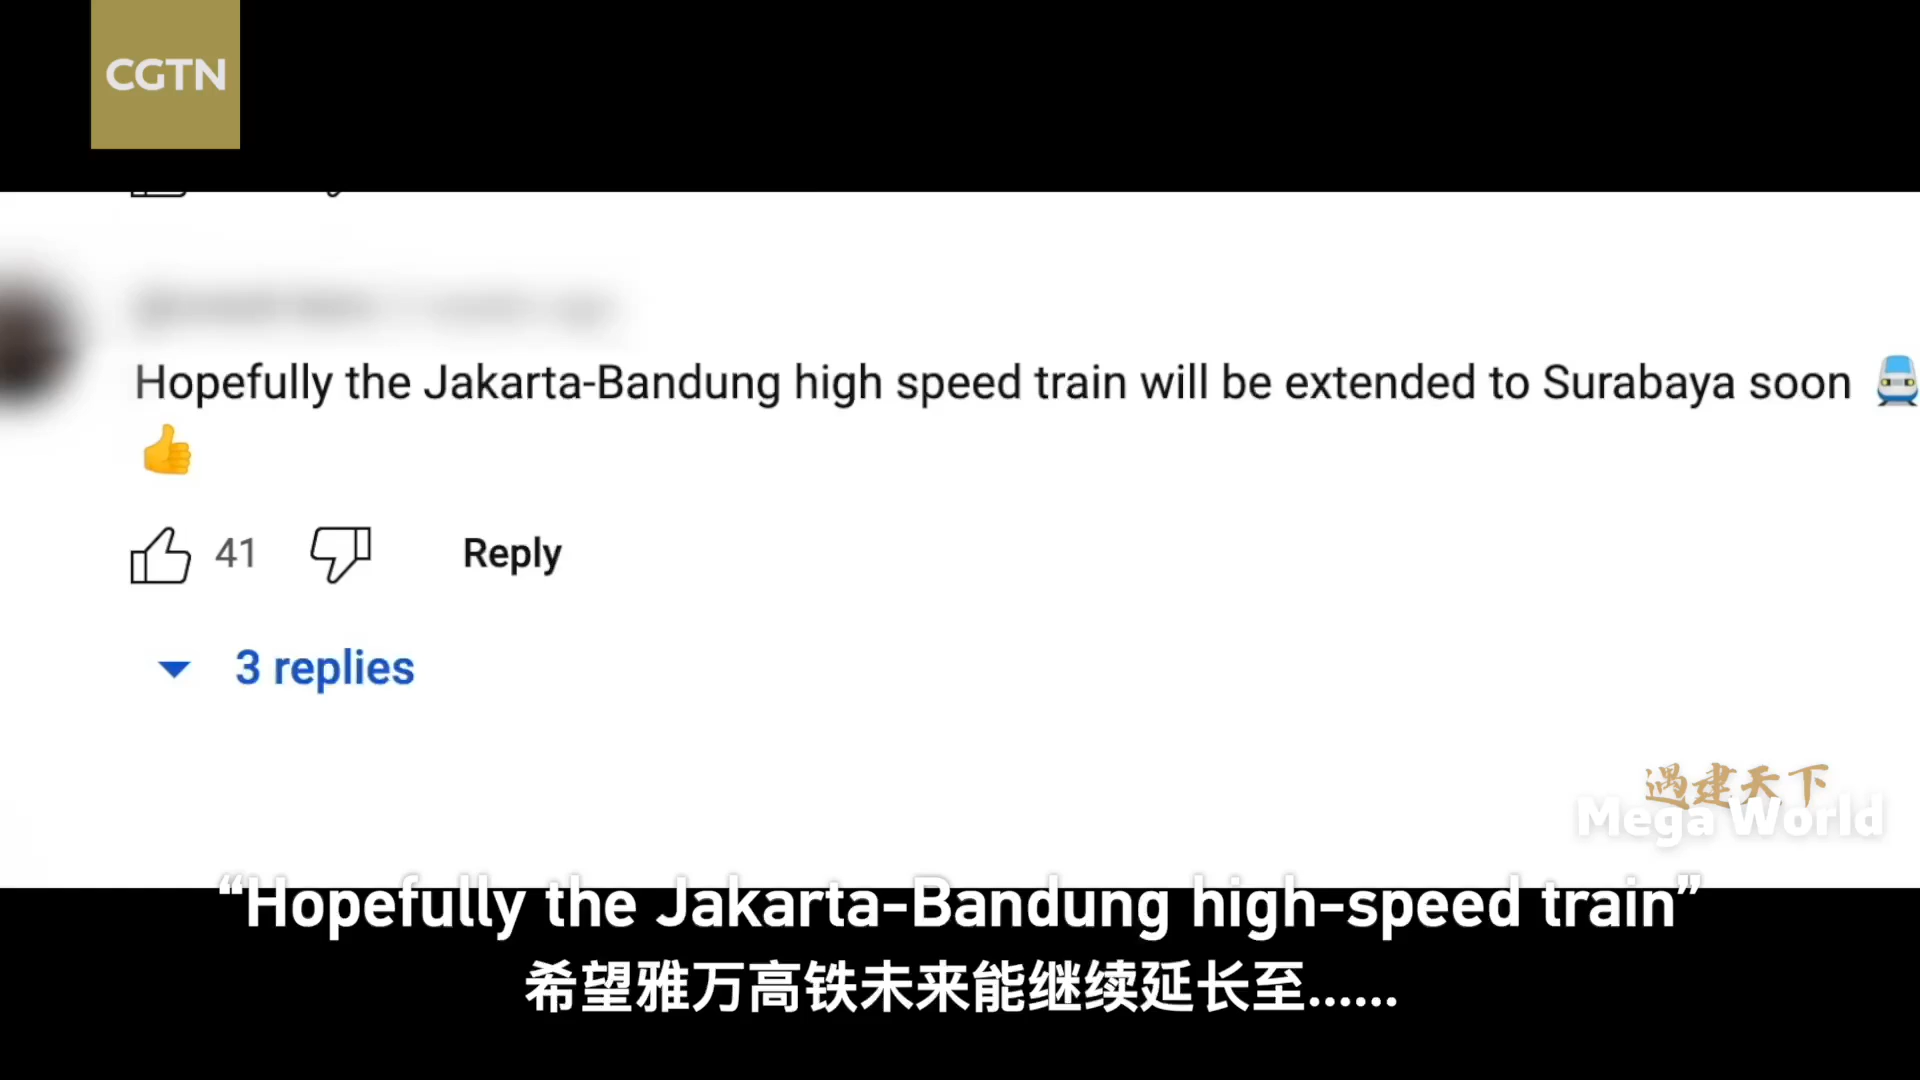 CGTN
Hopefully the Jakarta-Bandung high speed train will be extended to Surabaya soon 🚆
👍
41 Reply
3 replies
遇建天下
Mega World
“Hopefully the Jakarta-Bandung high-speed train”
希望雅万高铁未来能继续延长至......